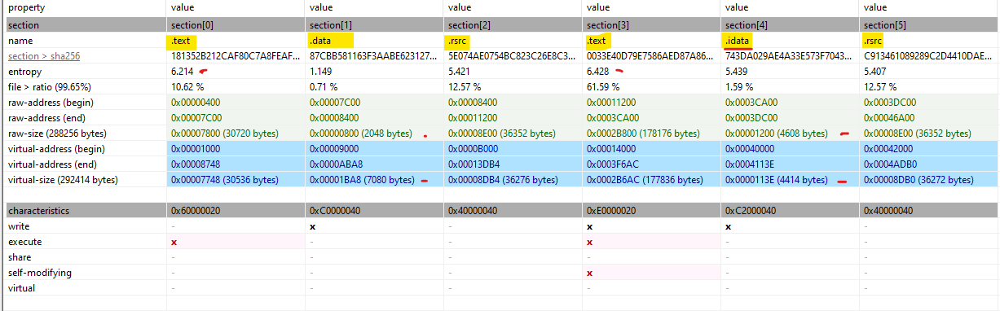 property value value value value value value
section section[0] section[1] section[2] section[3] section[4] section[5]
name .text .data .rsrc .text .idata .rsrc
section > sha256 181352B212CAF80C7A8FEAF... 87CBB581163F3AABE623127... 5E074AE0754BC823C26E8C3... 0033E40D79E7586AED87A86... 743DA029AE4A33E573F7043... C913461089289C2D4410DAE...
entropy 6.214 1.149 5.421 6.428 5.439 5.407
file > ratio (99.65%) 10.62 % 0.71 % 12.57 % 61.59 % 1.59 % 12.57 %
raw-address (begin) 0x00000400 0x00007C00 0x00008400 0x00011200 0x0003CA00 0x0003DC00
raw-address (end) 0x00007C00 0x00008400 0x00011200 0x0003CA00 0x0003DC00 0x00046A00
raw-size (288256 bytes) 0x00007800 (30720 bytes) 0x00000800 (2048 bytes) 0x00008E00 (36352 bytes) 0x0002B800 (178176 bytes) 0x00001200 (4608 bytes) 0x00008E00 (36352 bytes)
virtual-address (begin) 0x00001000 0x00009000 0x0000B000 0x00014000 0x00040000 0x00042000
virtual-address (end) 0x00008748 0x0000ABA8 0x00013DB4 0x0003F6AC 0x0004113E 0x0004ADB0
virtual-size (292414 bytes) 0x00007748 (30536 bytes) 0x00001BA8 (7080 bytes) 0x00008DB4 (36276 bytes) 0x0002B6AC (177836 bytes) 0x0000113E (4414 bytes) 0x00008DB0 (36272 bytes)
characteristics 0x60000020 0xC0000040 0x40000040 0xE0000020 0xC2000040 0x40000040
write - x - x x -
execute x - - x - -
share - - - - - -
self-modifying - - - x - -
virtual - - - - - -